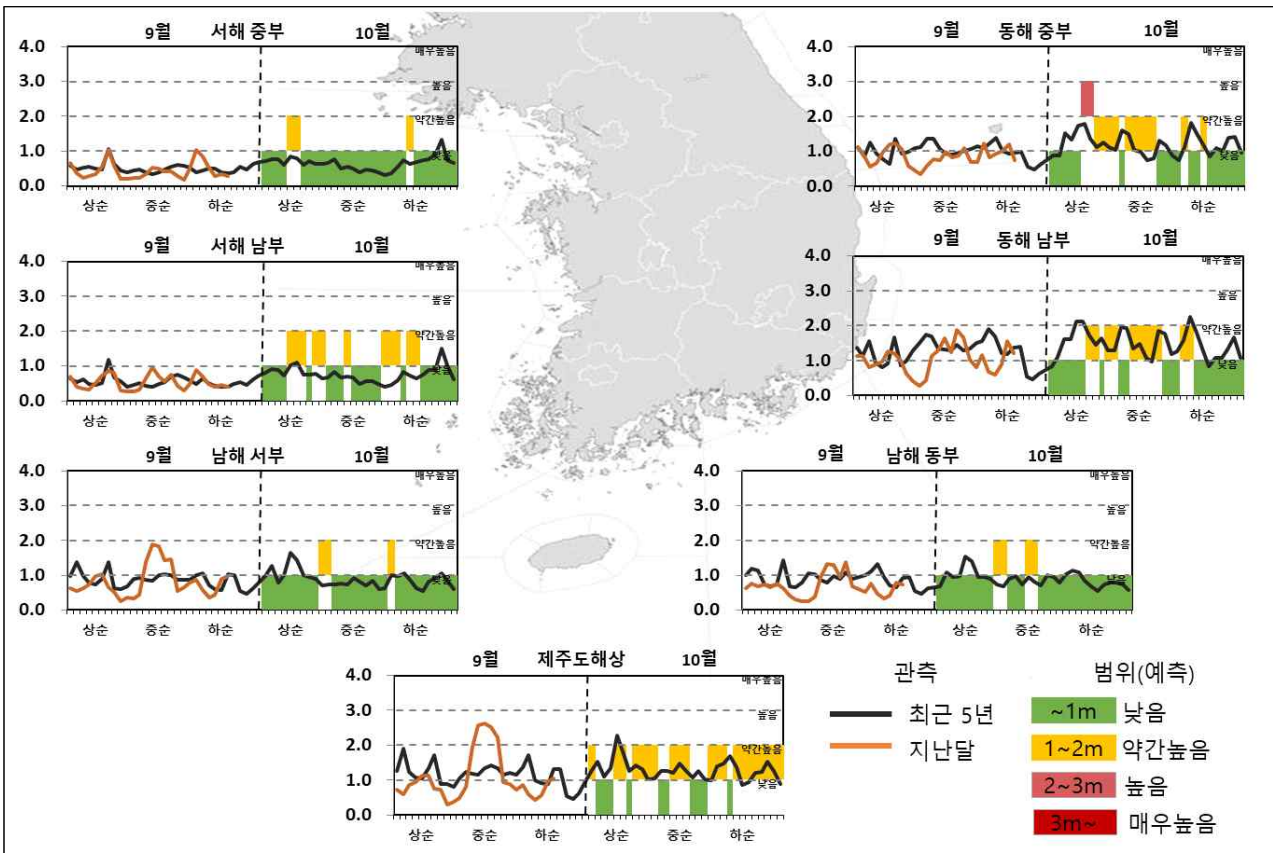 9월 서해 중부 10월
4.0
3.0
2.0
1.0
0.0
매우높음
높음
약간높음
낮음
상순 중순 하순 상순 중순 하순
9월 동해 중부 10월
4.0
3.0
2.0
1.0
0.0
매우높음
높음
약간높음
낮음
상순 중순 하순 상순 중순 하순
9월 서해 남부 10월
4.0
3.0
2.0
1.0
0.0
매우높음
높음
약간높음
낮음
상순 중순 하순 상순 중순 하순
9월 동해 남부 10월
4.0
3.0
2.0
1.0
0.0
매우높음
높음
약간높음
낮음
상순 중순 하순 상순 중순 하순
9월 남해 서부 10월
4.0
3.0
2.0
1.0
0.0
매우높음
높음
약간높음
낮음
상순 중순 하순 상순 중순 하순
9월 남해 동부 10월
4.0
3.0
2.0
1.0
0.0
매우높음
높음
약간높음
낮음
상순 중순 하순 상순 중순 하순
9월 제주도해상 10월
4.0
3.0
2.0
1.0
0.0
매우높음
높음
약간높음
낮음
상순 중순 하순 상순 중순 하순
관측
최근 5년
지난달
범위(예측)
~1m 낮음
1~2m 약간높음
2~3m 높음
3m~ 매우높음